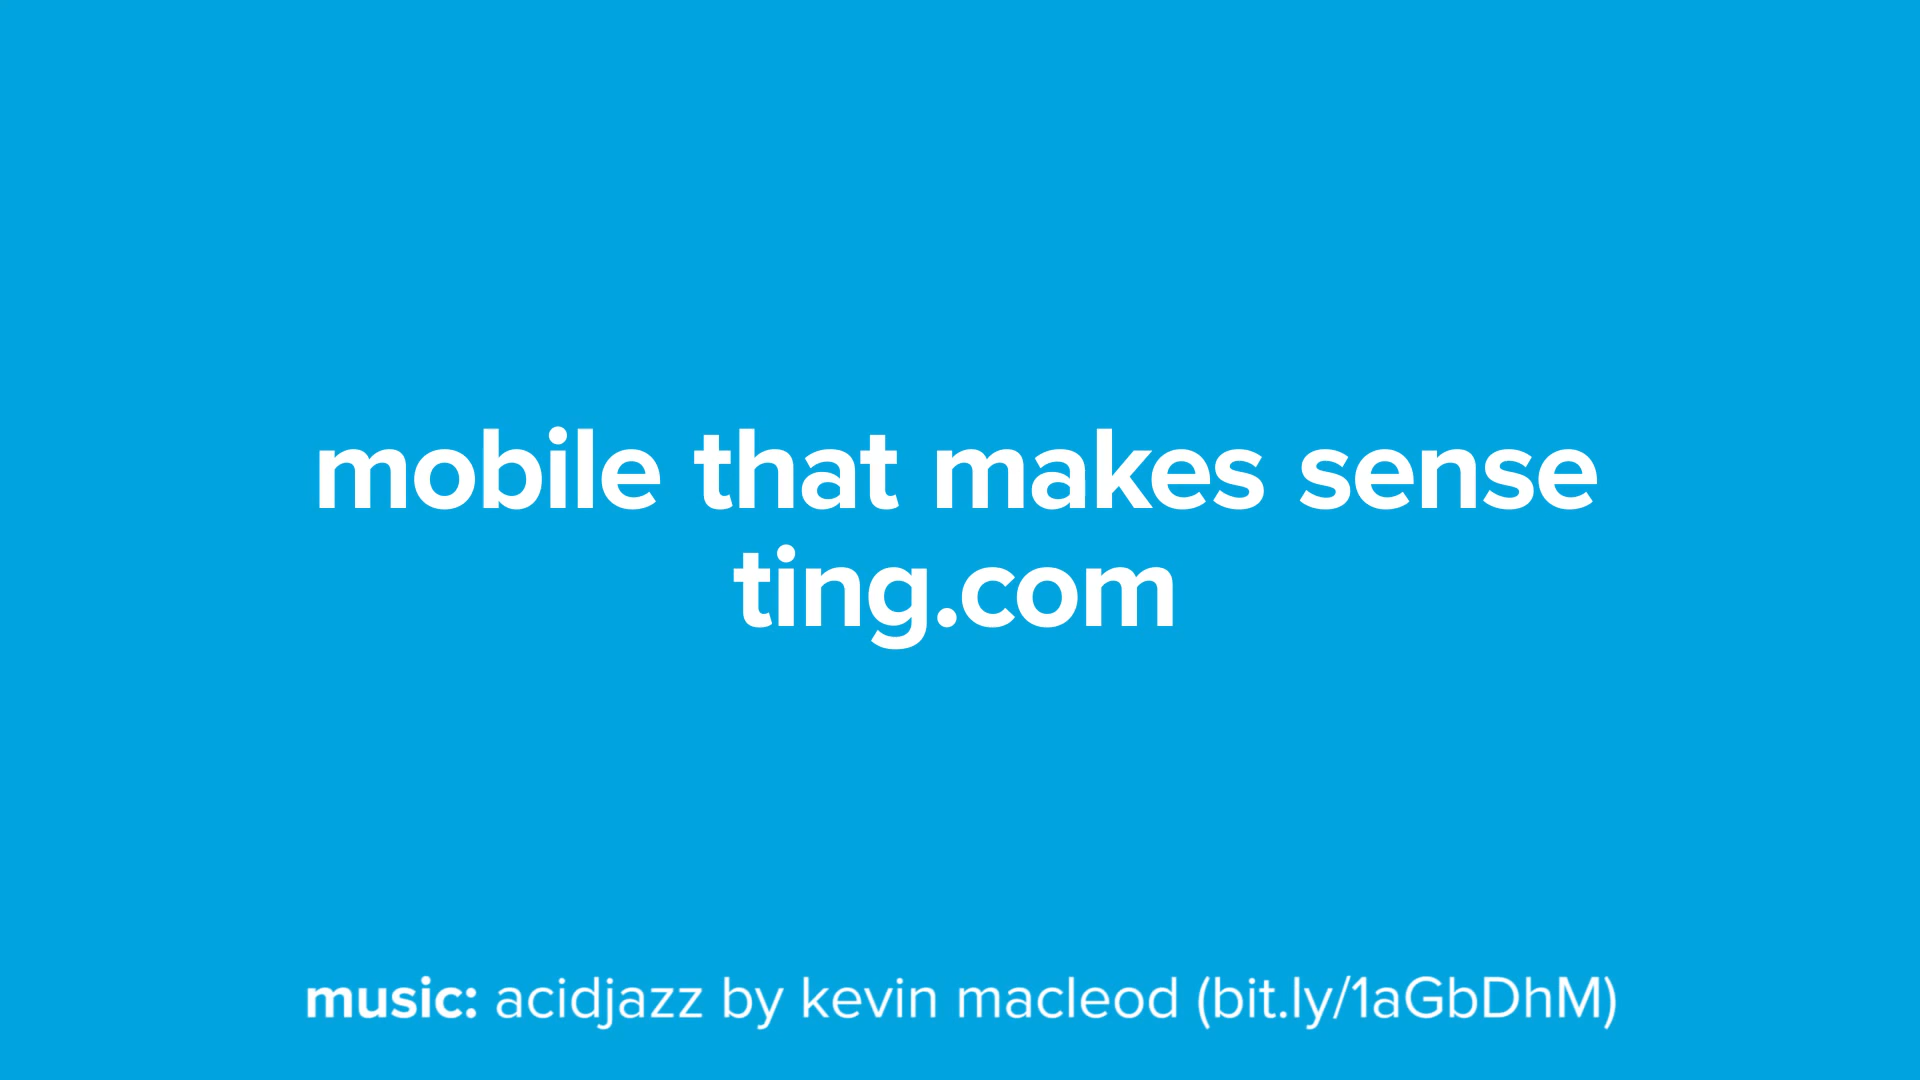 mobile that makes sense
ting.com
music: acidjazz by kevin macleod (bit.ly/1aGbDhM)